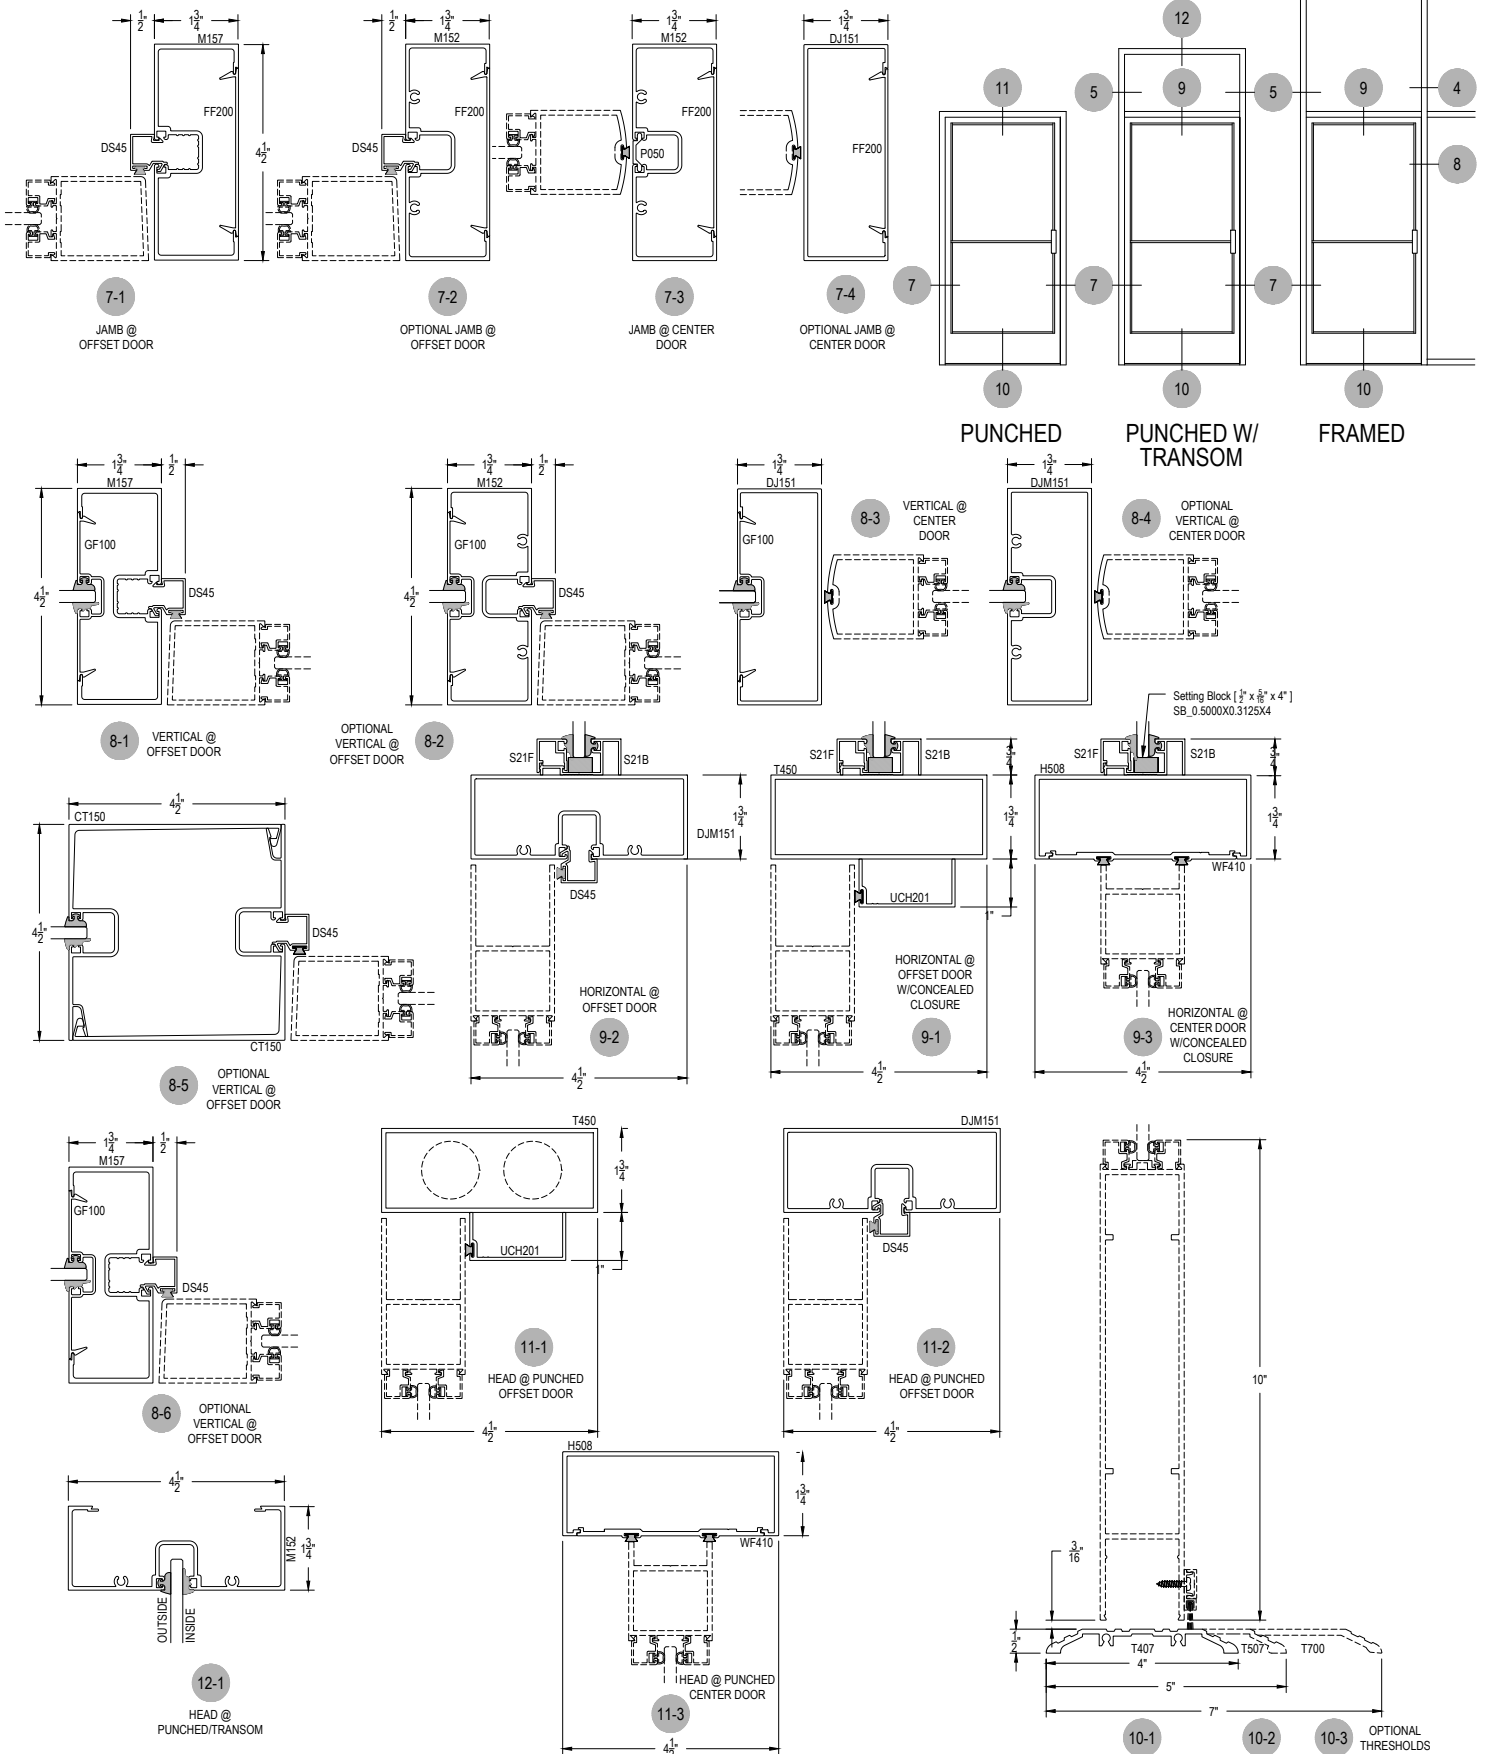 1/2" 1 3/4" M157
FF200
DS45
4 1/2"
7-1
JAMB @
OFFSET DOOR
1/2" 1 3/4" M152
FF200
DS45
7-2
OPTIONAL JAMB @
OFFSET DOOR
1 3/4"
M152
FF200
P050
7-3
JAMB @ CENTER
DOOR
1 3/4"
DJ151
FF200
7-4
OPTIONAL JAMB @
CENTER DOOR
11
7
7
10
PUNCHED
12
5
9
5
7
10
PUNCHED W/
TRANSOM
9
4
8
7
10
FRAMED
1 3/4" 1/2"
M157
GF100
DS45
4 1/2"
8-1
VERTICAL @
OFFSET DOOR
1 3/4" 1/2"
M152
GF100
DS45
4 1/2"
OPTIONAL
VERTICAL @
OFFSET DOOR
8-2
1 3/4"
DJ151
GF100
8-3
VERTICAL @
CENTER
DOOR
1 3/4"
DJM151
8-4
OPTIONAL
VERTICAL @
CENTER DOOR
4 1/2"
CT150
4 1/2"
DS45
CT150
8-5
OPTIONAL
VERTICAL @
OFFSET DOOR
S21F
S21B
1 3/4"
DJM151
DS45
HORIZONTAL @
OFFSET DOOR
9-2
4 1/2"
S21F
S21B
T450
3/4"
1 3/4"
UCH201
1"
HORIZONTAL @
OFFSET DOOR
W/CONCEALED
CLOSURE
9-1
4 1/2"
Setting Block [ 1/2" x 5/16" x 4" ]
SB_0.5000X0.3125X4
S21F
S21B
H508
3/4"
1 3/4"
WF410
HORIZONTAL @
CENTER DOOR
W/CONCEALED
CLOSURE
9-3
4 1/2"
1 3/4" 1/2"
M157
GF100
DS45
8-6
OPTIONAL
VERTICAL @
OFFSET DOOR
T450
1 3/4"
UCH201
1"
11-1
HEAD @ PUNCHED
OFFSET DOOR
4 1/2"
DJM151
DS45
11-2
HEAD @ PUNCHED
OFFSET DOOR
4 1/2"
4 1/2"
M152
1 3/4"
OUTSIDE
INSIDE
12-1
HEAD @
PUNCHED/TRANSOM
H508
1 3/4"
WF410
HEAD @ PUNCHED
CENTER DOOR
11-3
4 1/2"
10"
3/16"
1/2"
T407
T507
T700
4"
5"
7"
10-1
10-2
10-3
OPTIONAL
THRESHOLDS